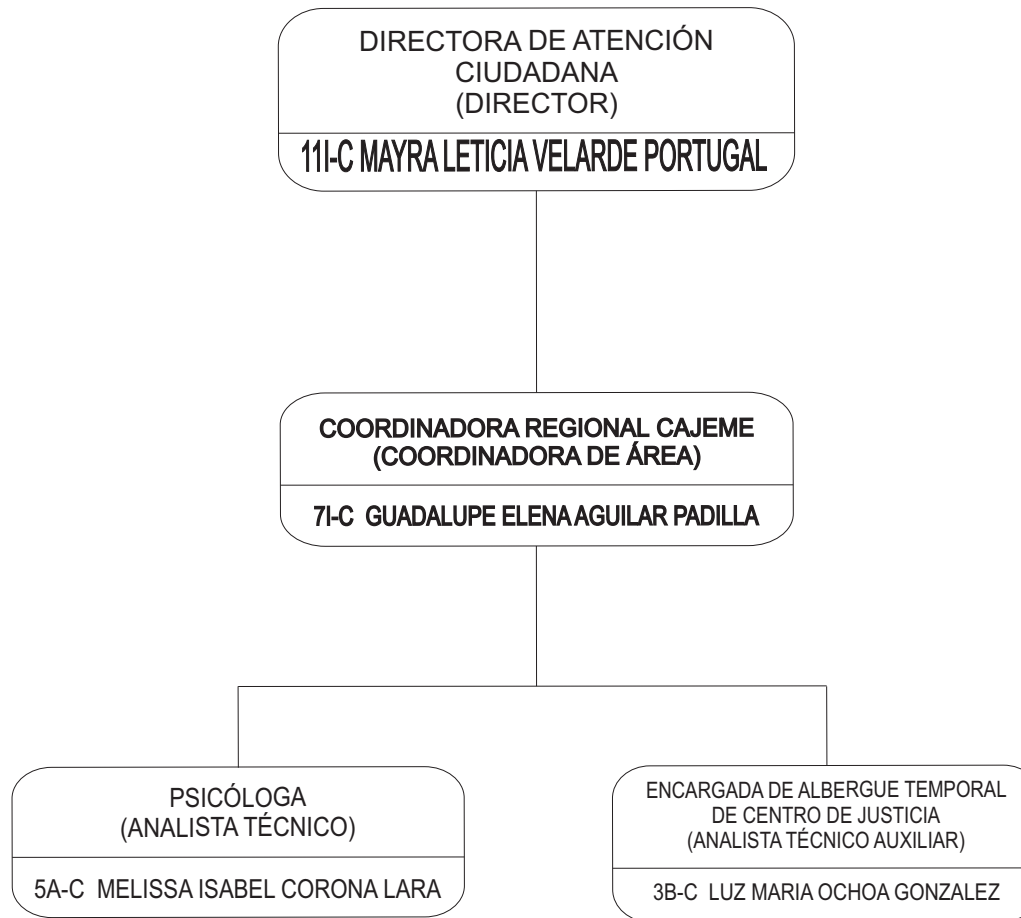 DIRECTORA DE ATENCIÓN
CIUDADANA
(DIRECTOR)
11I-C MAYRA LETICIA VELARDE PORTUGAL
COORDINADORA REGIONAL CAJEME
(COORDINADORA DE ÁREA)
7I-C GUADALUPE ELENA AGUILAR PADILLA
PSICÓLOGA
(ANALISTA TÉCNICO)
5A-C MELISSA ISABEL CORONA LARA
ENCARGADA DE ALBERGUE TEMPORAL
DE CENTRO DE JUSTICIA
(ANALISTA TÉCNICO AUXILIAR)
3B-C LUZ MARIA OCHOA GONZALEZ